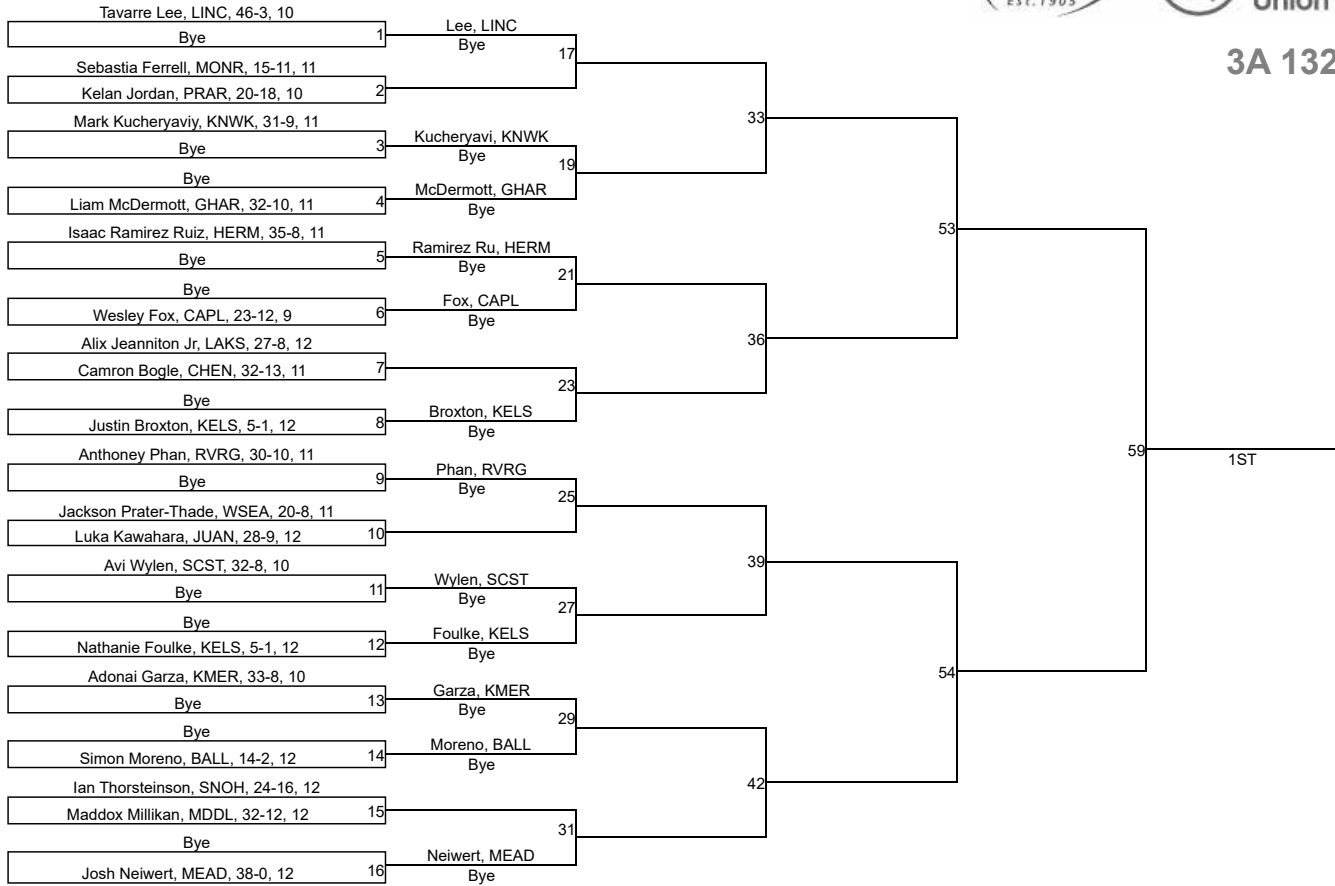 EST. 1905
Union
3A 132
Tavarre Lee, LINC, 46-3, 10
Bye
1
Lee, LINC
Bye
17
Sebastia Ferrell, MONR, 15-11, 11
Kelan Jordan, PRAR, 20-18, 10
2
33
Mark Kucheryaviy, KNWK, 31-9, 11
Bye
3
Kucheryavi, KNWK
Bye
19
Bye
Liam McDermott, GHAR, 32-10, 11
4
McDermott, GHAR
Bye
53
Isaac Ramirez Ruiz, HERM, 35-8, 11
Bye
5
Ramirez Ru, HERM
Bye
21
Bye
Wesley Fox, CAPL, 23-12, 9
6
Fox, CAPL
Bye
36
Alix Jeanniton Jr, LAKS, 27-8, 12
Camron Bogle, CHEN, 32-13, 11
7
23
Bye
Justin Broxton, KELS, 5-1, 12
8
Broxton, KELS
Bye
59
1ST
Anthoney Phan, RVRG, 30-10, 11
Bye
9
Phan, RVRG
Bye
25
Jackson Prater-Thade, WSEA, 20-8, 11
Luka Kawahara, JUAN, 28-9, 12
10
39
Avi Wylen, SCST, 32-8, 10
Bye
11
Wylen, SCST
Bye
27
Bye
Nathanie Foulke, KELS, 5-1, 12
12
Foulke, KELS
Bye
54
Adonai Garza, KMER, 33-8, 10
Bye
13
Garza, KMER
Bye
29
Bye
Simon Moreno, BALL, 14-2, 12
14
Moreno, BALL
Bye
42
Ian Thorsteinson, SNOH, 24-16, 12
Maddox Millikan, MDDL, 32-12, 12
15
31
Bye
Josh Neiwert, MEAD, 38-0, 12
16
Neiwert, MEAD
Bye